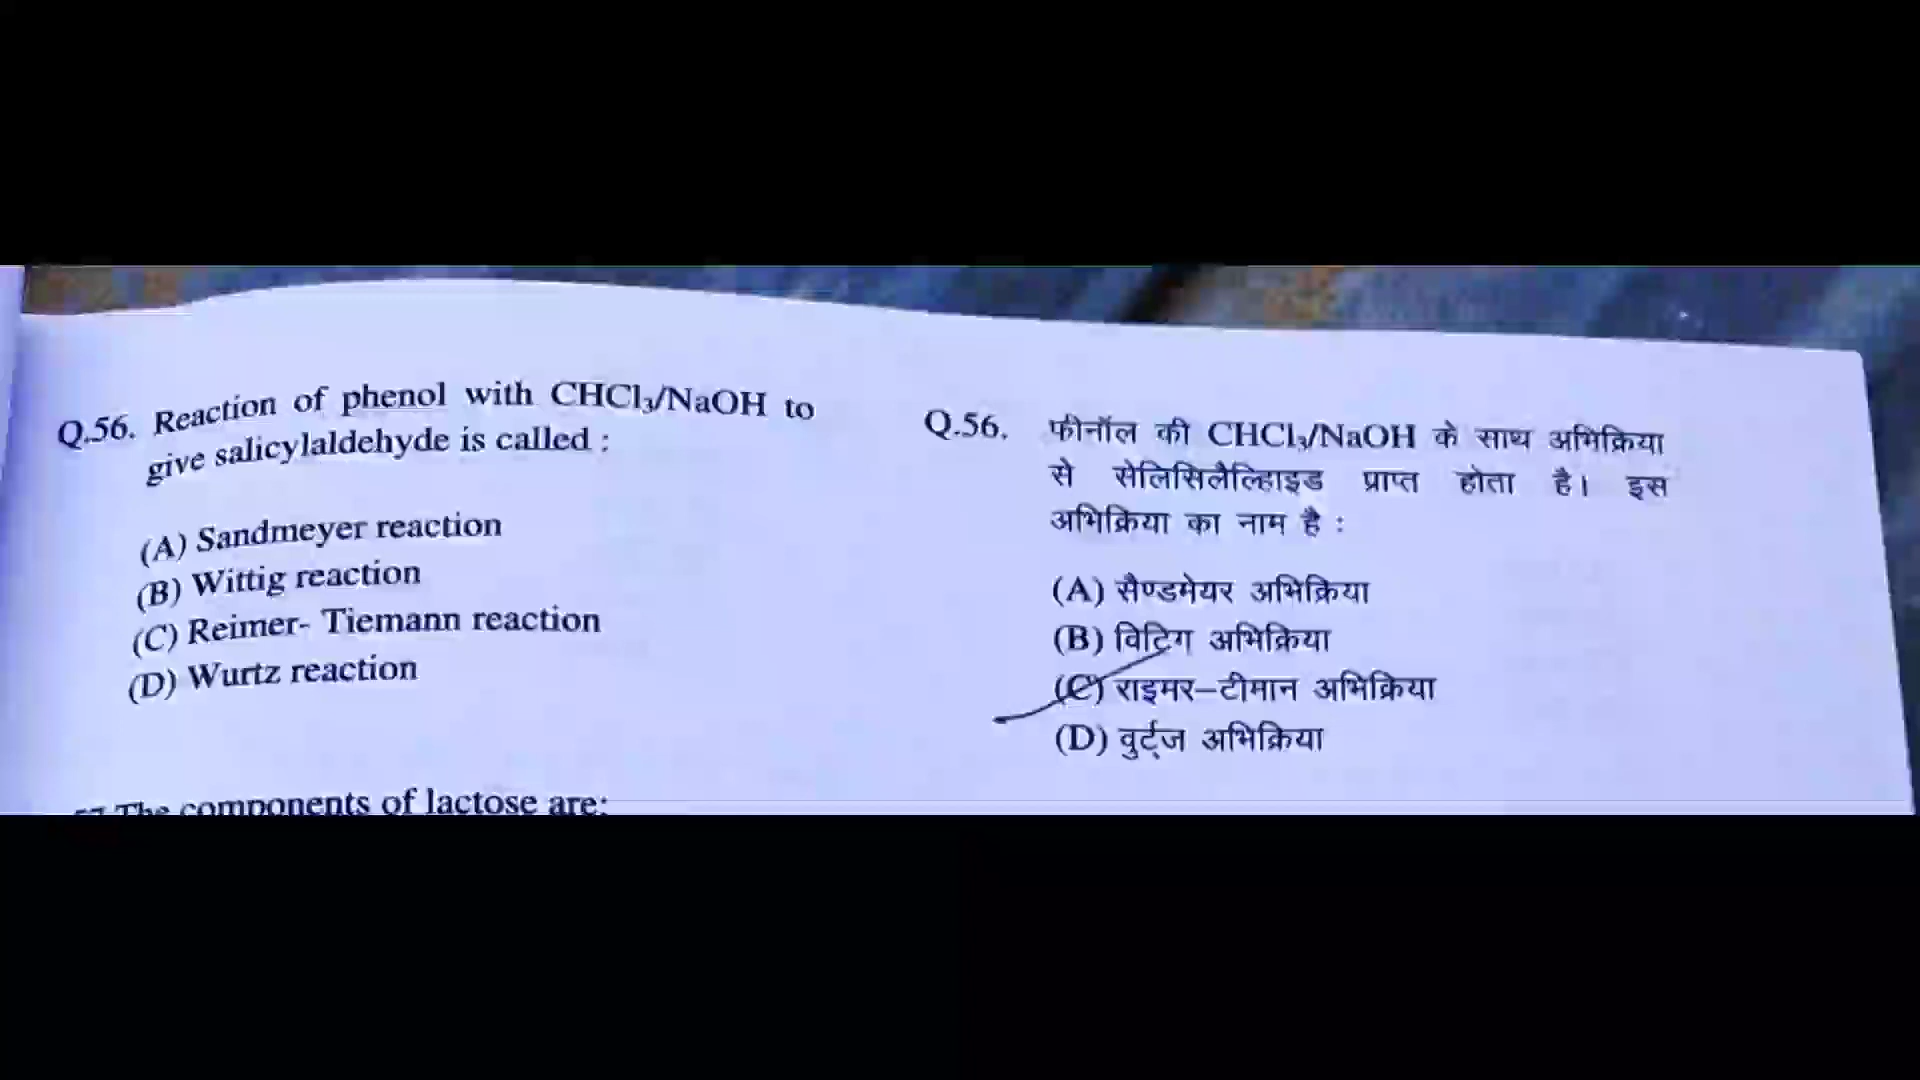 Q.56. Reaction of phenol with CHCl₃/NaOH to
give salicylaldehyde is called :
(A) Sandmeyer reaction
(B) Wittig reaction
(C) Reimer- Tiemann reaction
(D) Wurtz reaction
The components of lactose are:
Q.56. फीनॉल की CHCl₃/NaOH के साथ अभिक्रिया
से सेलिसिलैल्हिाइड प्राप्त होता है। इस
अभिक्रिया का नाम है :
(A) सैण्डमेयर अभिक्रिया
(B) विटिग अभिक्रिया
(C) राइमर–टीमान अभिक्रिया
(D) वुर्ट्ज अभिक्रिया